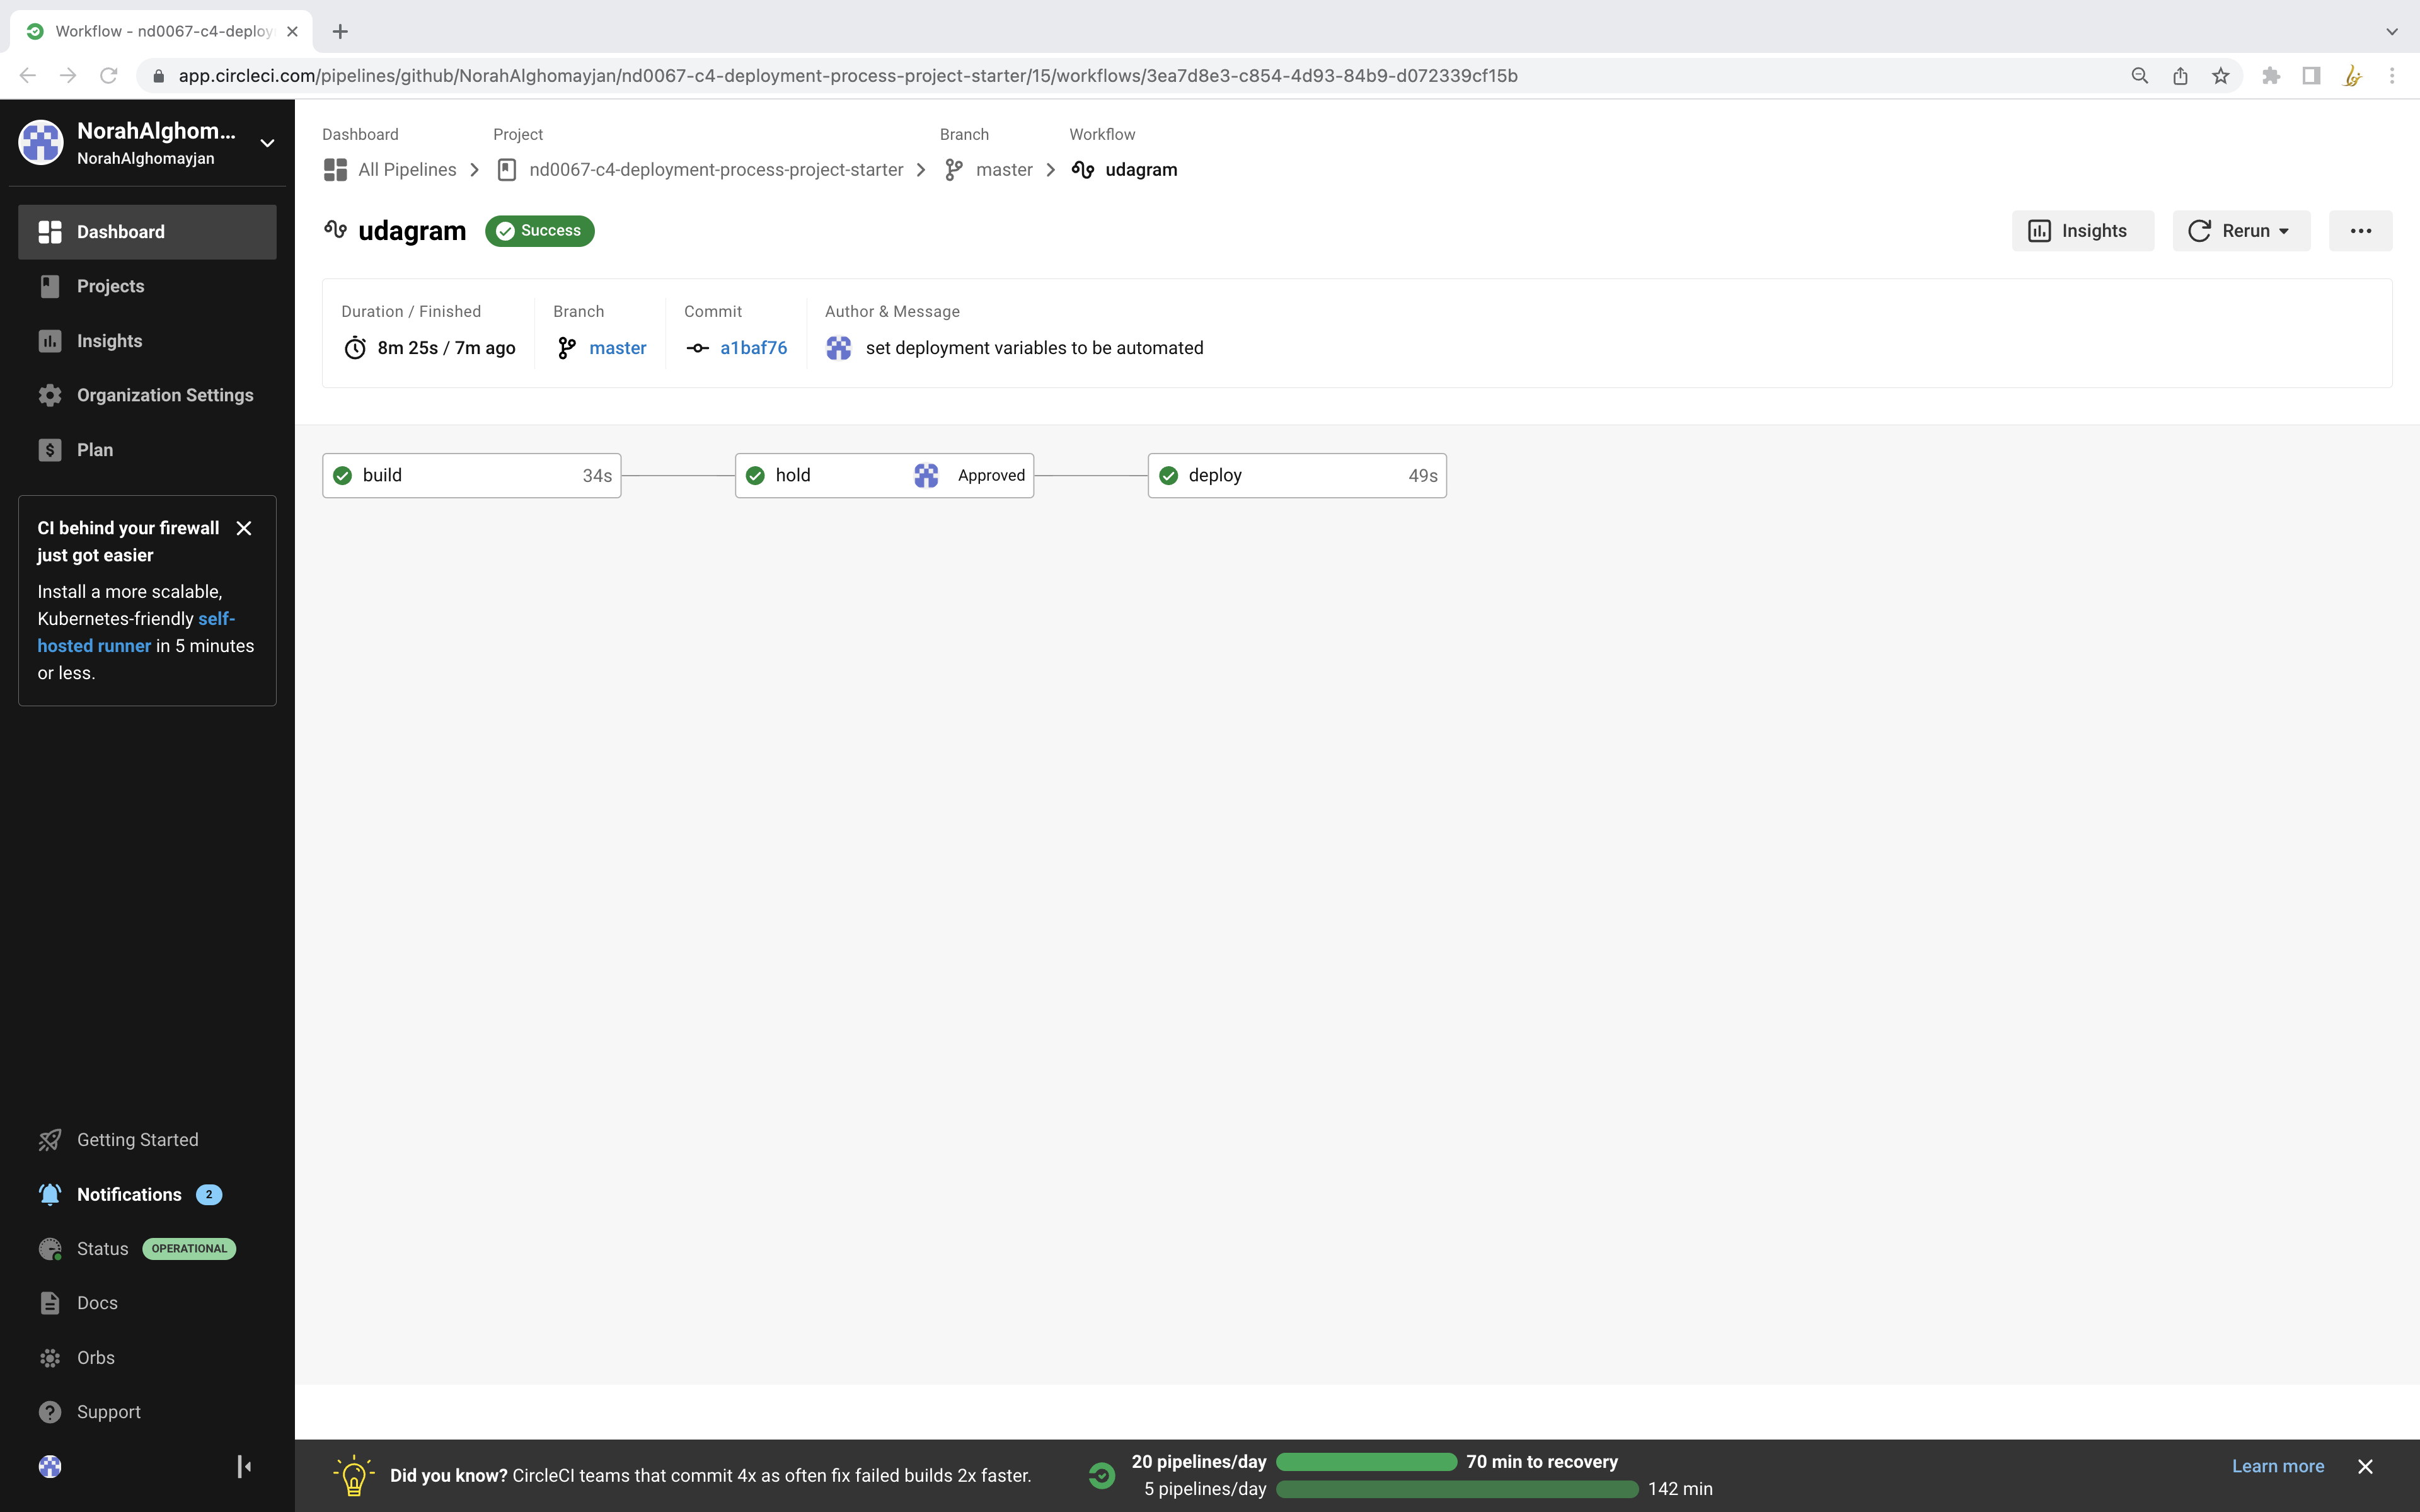 Workflow - nd0067-c4-deploy
app.circleci.com/pipelines/github/NorahAlghomayjan/nd0067-c4-deployment-process-project-starter/15/workflows/3ea7d8e3-c854-4d93-84b9-d072339cf15b
NorahAlghom...
NorahAlghomayjan
Dashboard
Projects
Insights
Organization Settings
Plan
CI behind your firewall
just got easier
Install a more scalable,
Kubernetes-friendly self-
hosted runner in 5 minutes
or less.
Getting Started
Notifications 2
Status OPERATIONAL
Docs
Orbs
Support
Dashboard Project Branch Workflow
All Pipelines nd0067-c4-deployment-process-project-starter master udagram
udagram Success
Insights Rerun
Duration / Finished Branch Commit Author & Message
8m 25s / 7m ago master a1baf76 set deployment variables to be automated
build 34s hold Approved deploy 49s
Did you know? CircleCI teams that commit 4x as often fix failed builds 2x faster.
20 pipelines/day 70 min to recovery
5 pipelines/day 142 min
Learn more